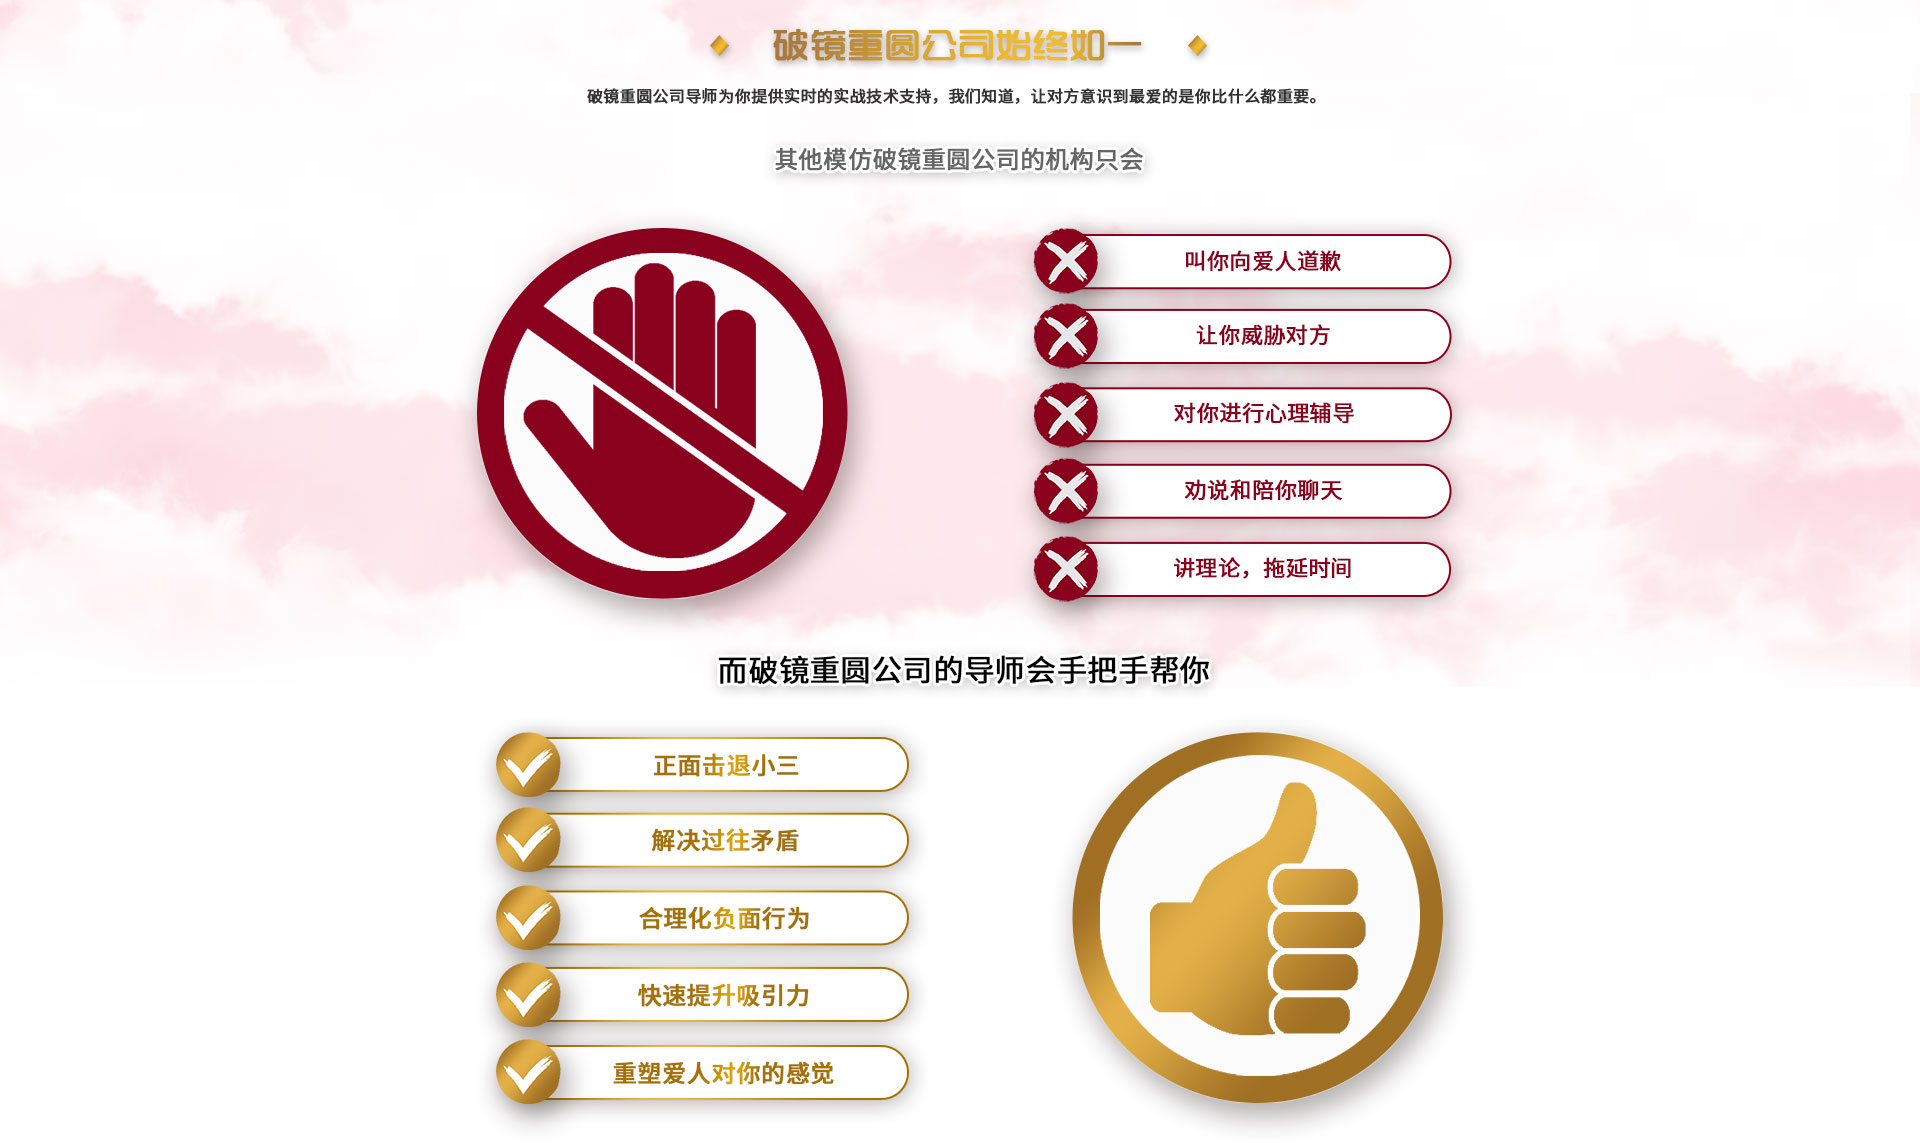 破镜重圆公司始终如一
破镜重圆公司导师为你提供实时的实战技术支持，我们知道，让对方意识到最爱的是你比什么都重要。
其他模仿破镜重圆公司的机构只会
叫你向爱人道歉
让你威胁对方
对你进行心理辅导
劝说和陪你聊天
讲理论，拖延时间
而破镜重圆公司的导师会手把手帮你
正面击退小三
解决过往矛盾
合理化负面行为
快速提升吸引力
重塑爱人对你的感觉